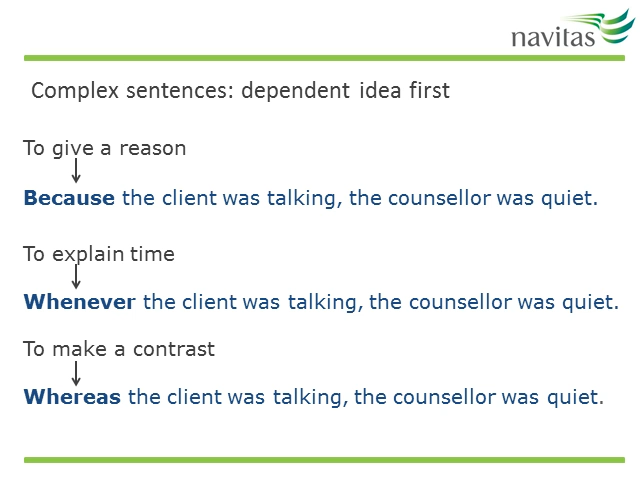 navitas
Complex sentences: dependent idea first
To give a reason
Because the client was talking, the counsellor was quiet.
To explain time
Whenever the client was talking, the counsellor was quiet.
To make a contrast
Whereas the client was talking, the counsellor was quiet.